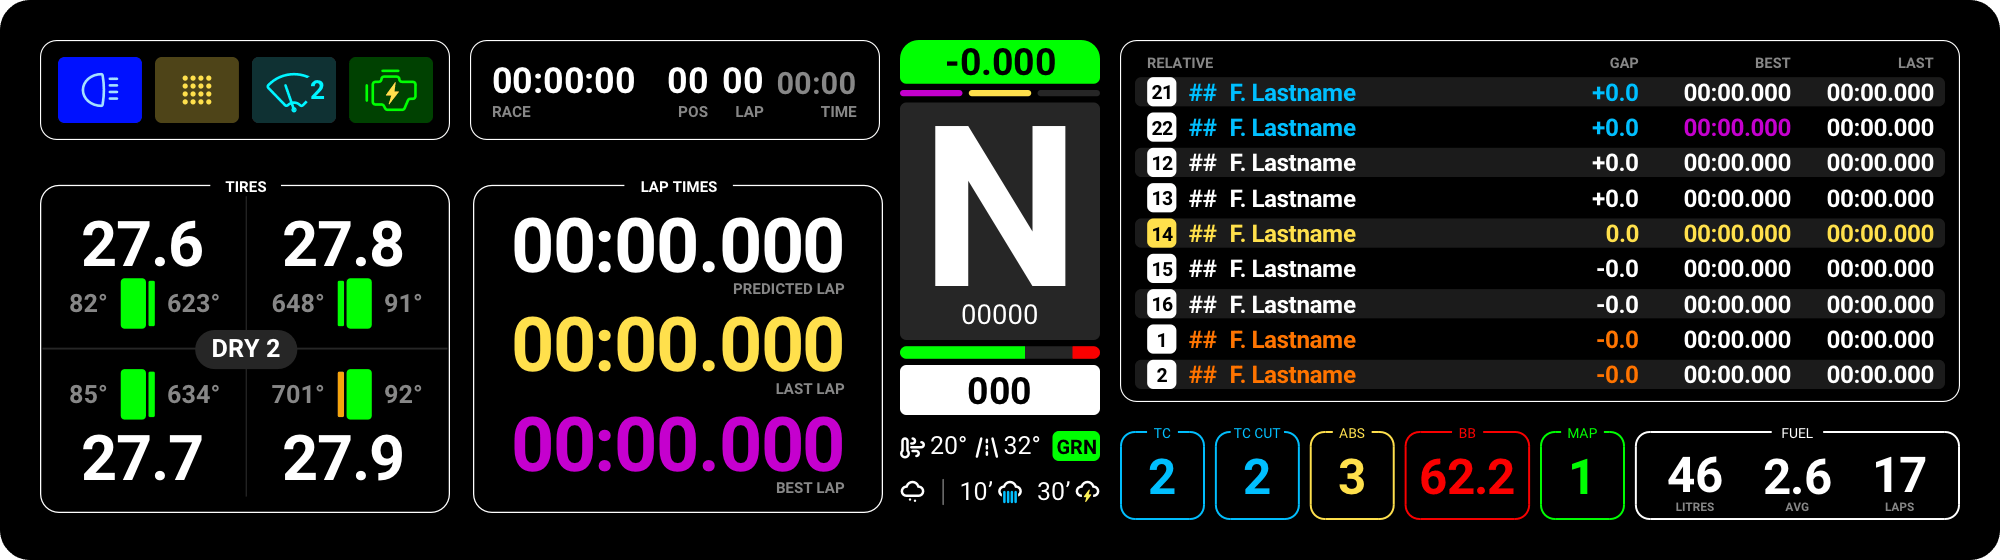 2
00:00:00 00 00 00:00
RACE POS LAP TIME
TIRES
27.6 27.8
82° 623° 648° 91°
DRY 2
85° 634° 701° 92°
27.7 27.9
LAP TIMES
00:00.000
PREDICTED LAP
00:00.000
LAST LAP
00:00.000
BEST LAP
-0.000
N
00000
000
20° 32° GRN
10’ 30’
RELATIVE GAP BEST LAST
21 ## F. Lastname +0.0 00:00.000 00:00.000
22 ## F. Lastname +0.0 00:00.000 00:00.000
12 ## F. Lastname +0.0 00:00.000 00:00.000
13 ## F. Lastname +0.0 00:00.000 00:00.000
14 ## F. Lastname 0.0 00:00.000 00:00.000
15 ## F. Lastname -0.0 00:00.000 00:00.000
16 ## F. Lastname -0.0 00:00.000 00:00.000
1 ## F. Lastname -0.0 00:00.000 00:00.000
2 ## F. Lastname -0.0 00:00.000 00:00.000
TC TC CUT ABS BB MAP FUEL
2 2 3 62.2 1 46 2.6 17
LITRES AVG LAPS